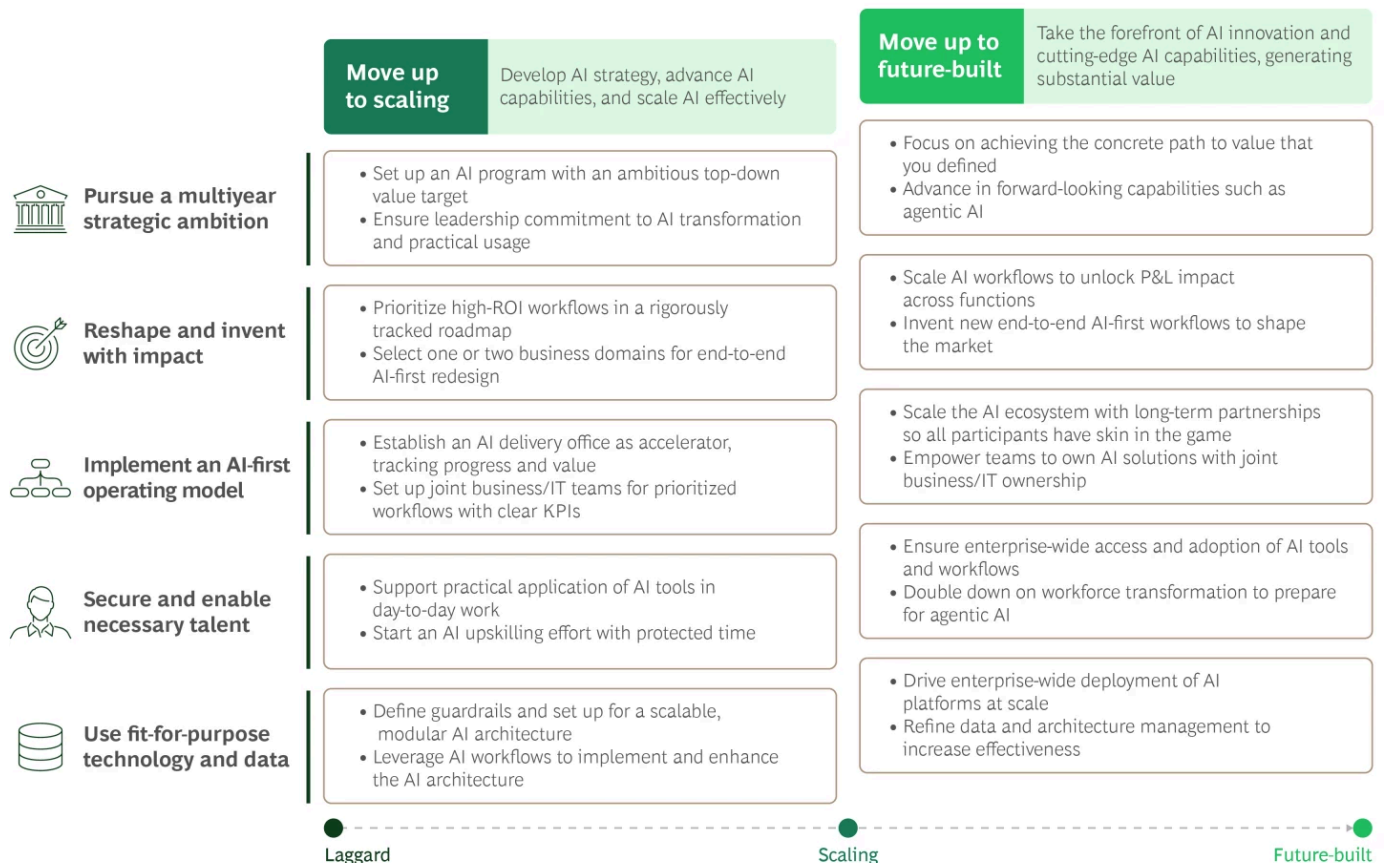 Move up
to scaling
Develop AI strategy, advance AI
capabilities, and scale AI effectively
Move up to
future-built
Take the forefront of AI innovation and
cutting-edge AI capabilities, generating
substantial value
Pursue a multiyear
strategic ambition
• Set up an AI program with an ambitious top-down
value target
• Ensure leadership commitment to AI transformation
and practical usage
• Focus on achieving the concrete path to value that
you defined
• Advance in forward-looking capabilities such as
agentic AI
Reshape and invent
with impact
• Prioritize high-ROI workflows in a rigorously
tracked roadmap
• Select one or two business domains for end-to-end
AI-first redesign
• Scale AI workflows to unlock P&L impact
across functions
• Invent new end-to-end AI-first workflows to shape
the market
Implement an AI-first
operating model
• Establish an AI delivery office as accelerator,
tracking progress and value
• Set up joint business/IT teams for prioritized
workflows with clear KPIs
• Scale the AI ecosystem with long-term partnerships
so all participants have skin in the game
• Empower teams to own AI solutions with joint
business/IT ownership
Secure and enable
necessary talent
• Support practical application of AI tools in
day-to-day work
• Start an AI upskilling effort with protected time
• Ensure enterprise-wide access and adoption of AI tools
and workflows
• Double down on workforce transformation to prepare
for agentic AI
Use fit-for-purpose
technology and data
• Define guardrails and set up for a scalable,
modular AI architecture
• Leverage AI workflows to implement and enhance
the AI architecture
• Drive enterprise-wide deployment of AI
platforms at scale
• Refine data and architecture management to
increase effectiveness
Laggard
Scaling
Future-built